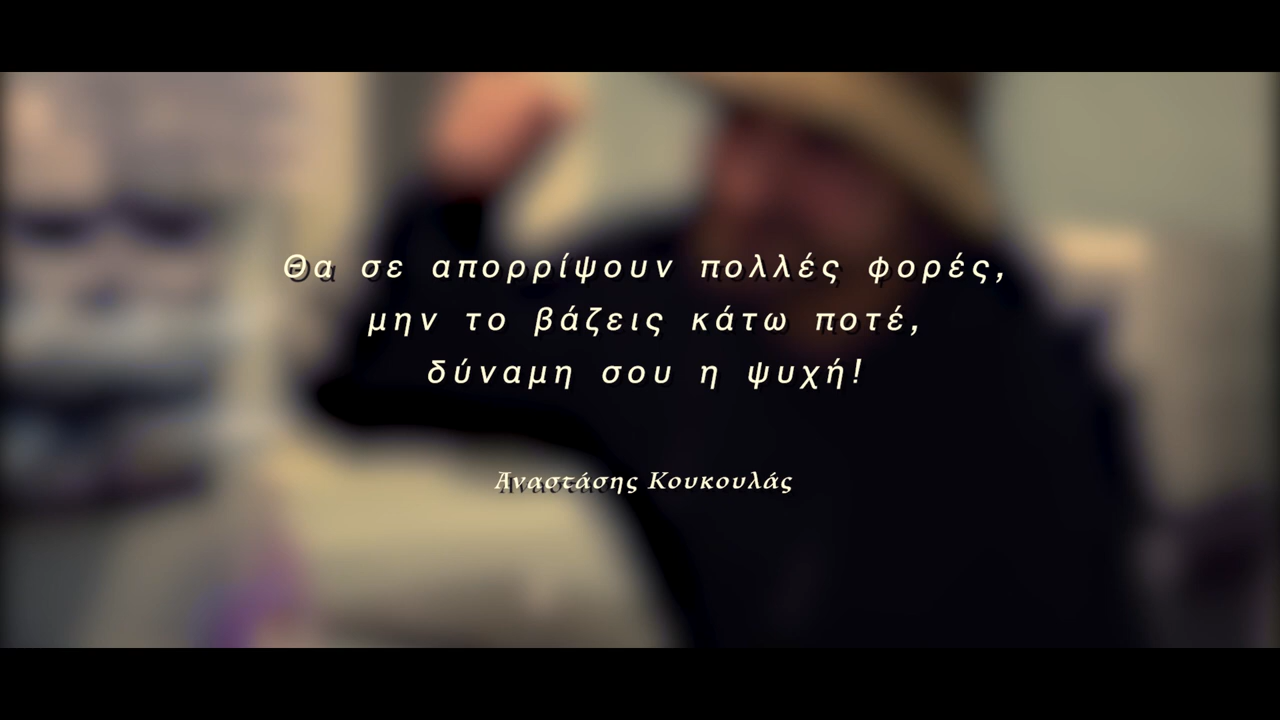 Θα σε απορρίψουν πολλές φορές,
μην το βάζεις κάτω ποτέ,
δύναμη σου η ψυχή!
Αναστάσης Κουκουλάς